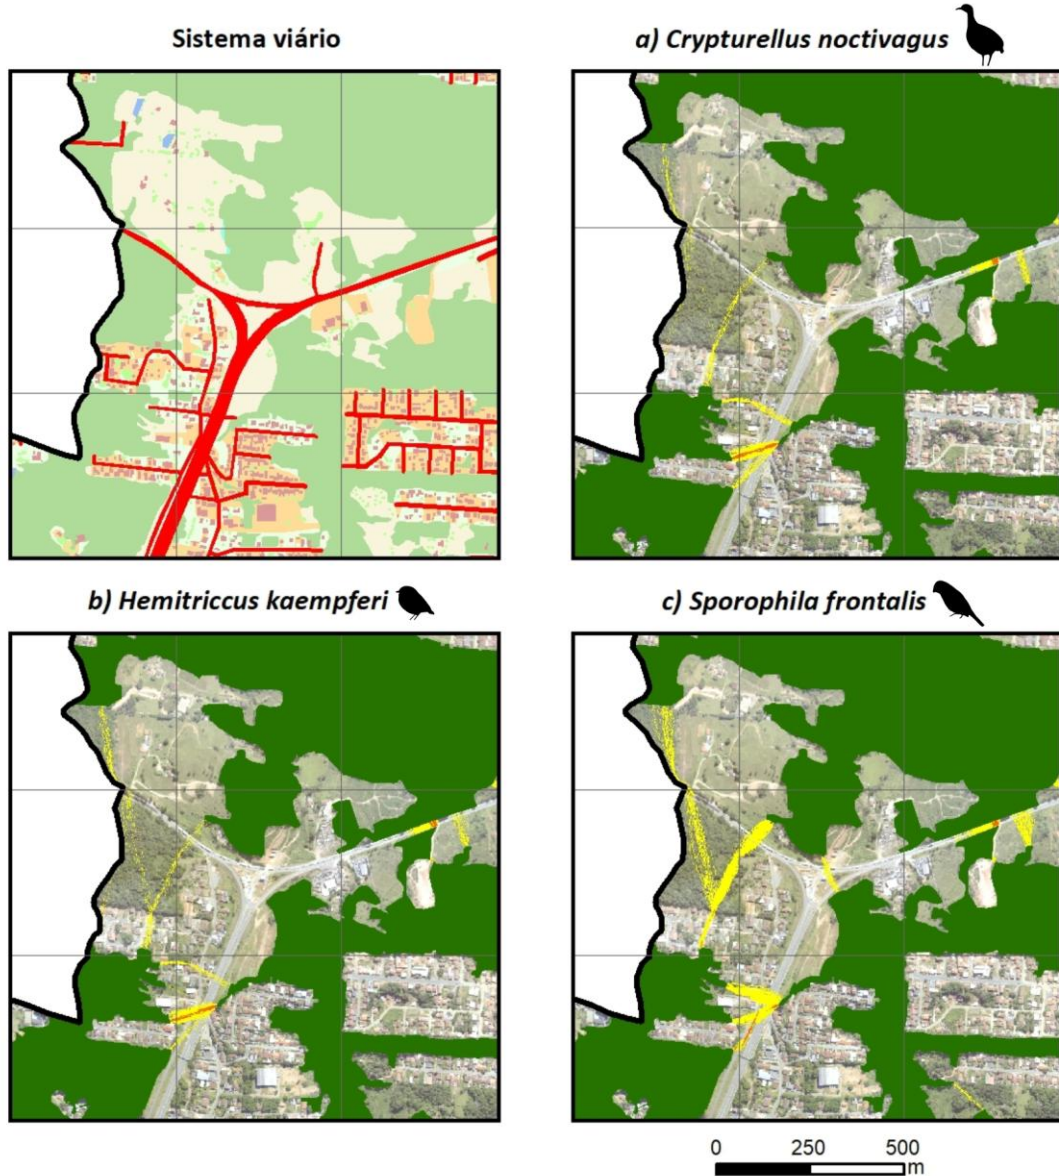 Sistema viário
a) Crypturellus noctivagus
b) Hemitriccus kaempferi
c) Sporophila frontalis
0 250 500
m